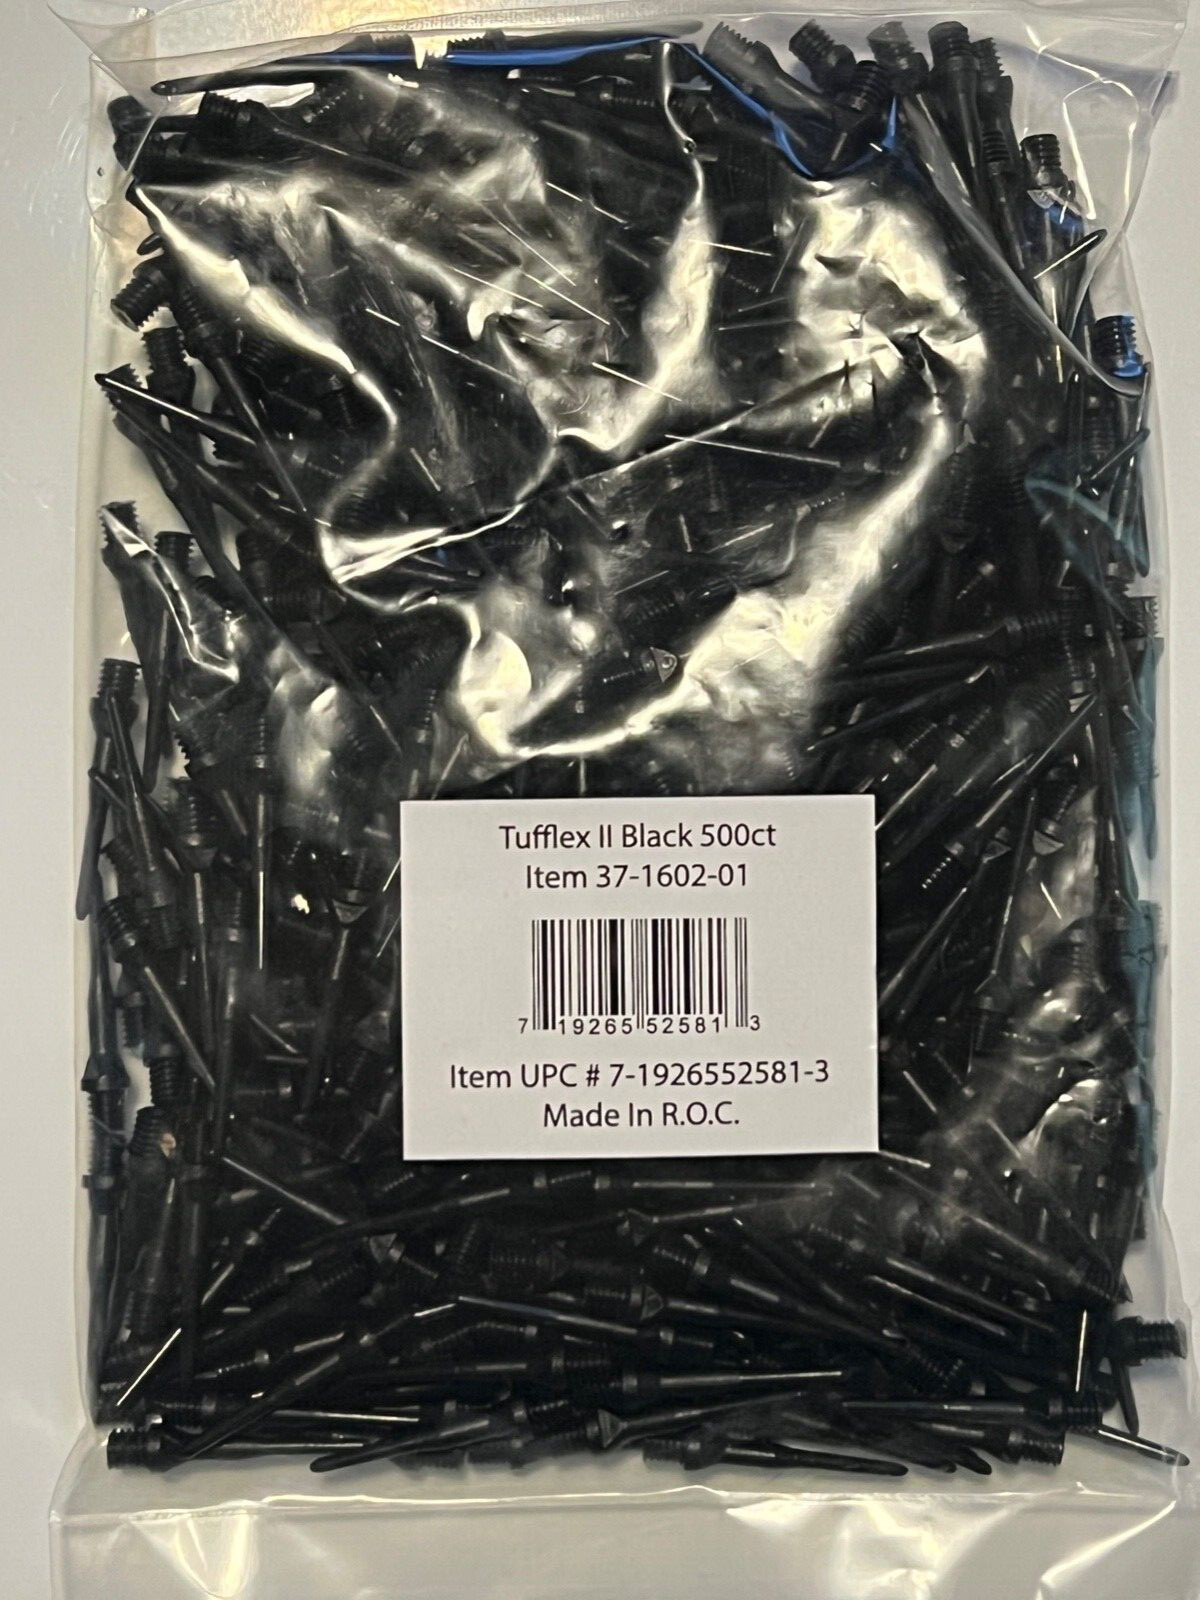 Tufflex II Black 500ct
Item 37-1602-01
7 19265 52581 3
Item UPC # 7-1926552581-3
Made In R.O.C.